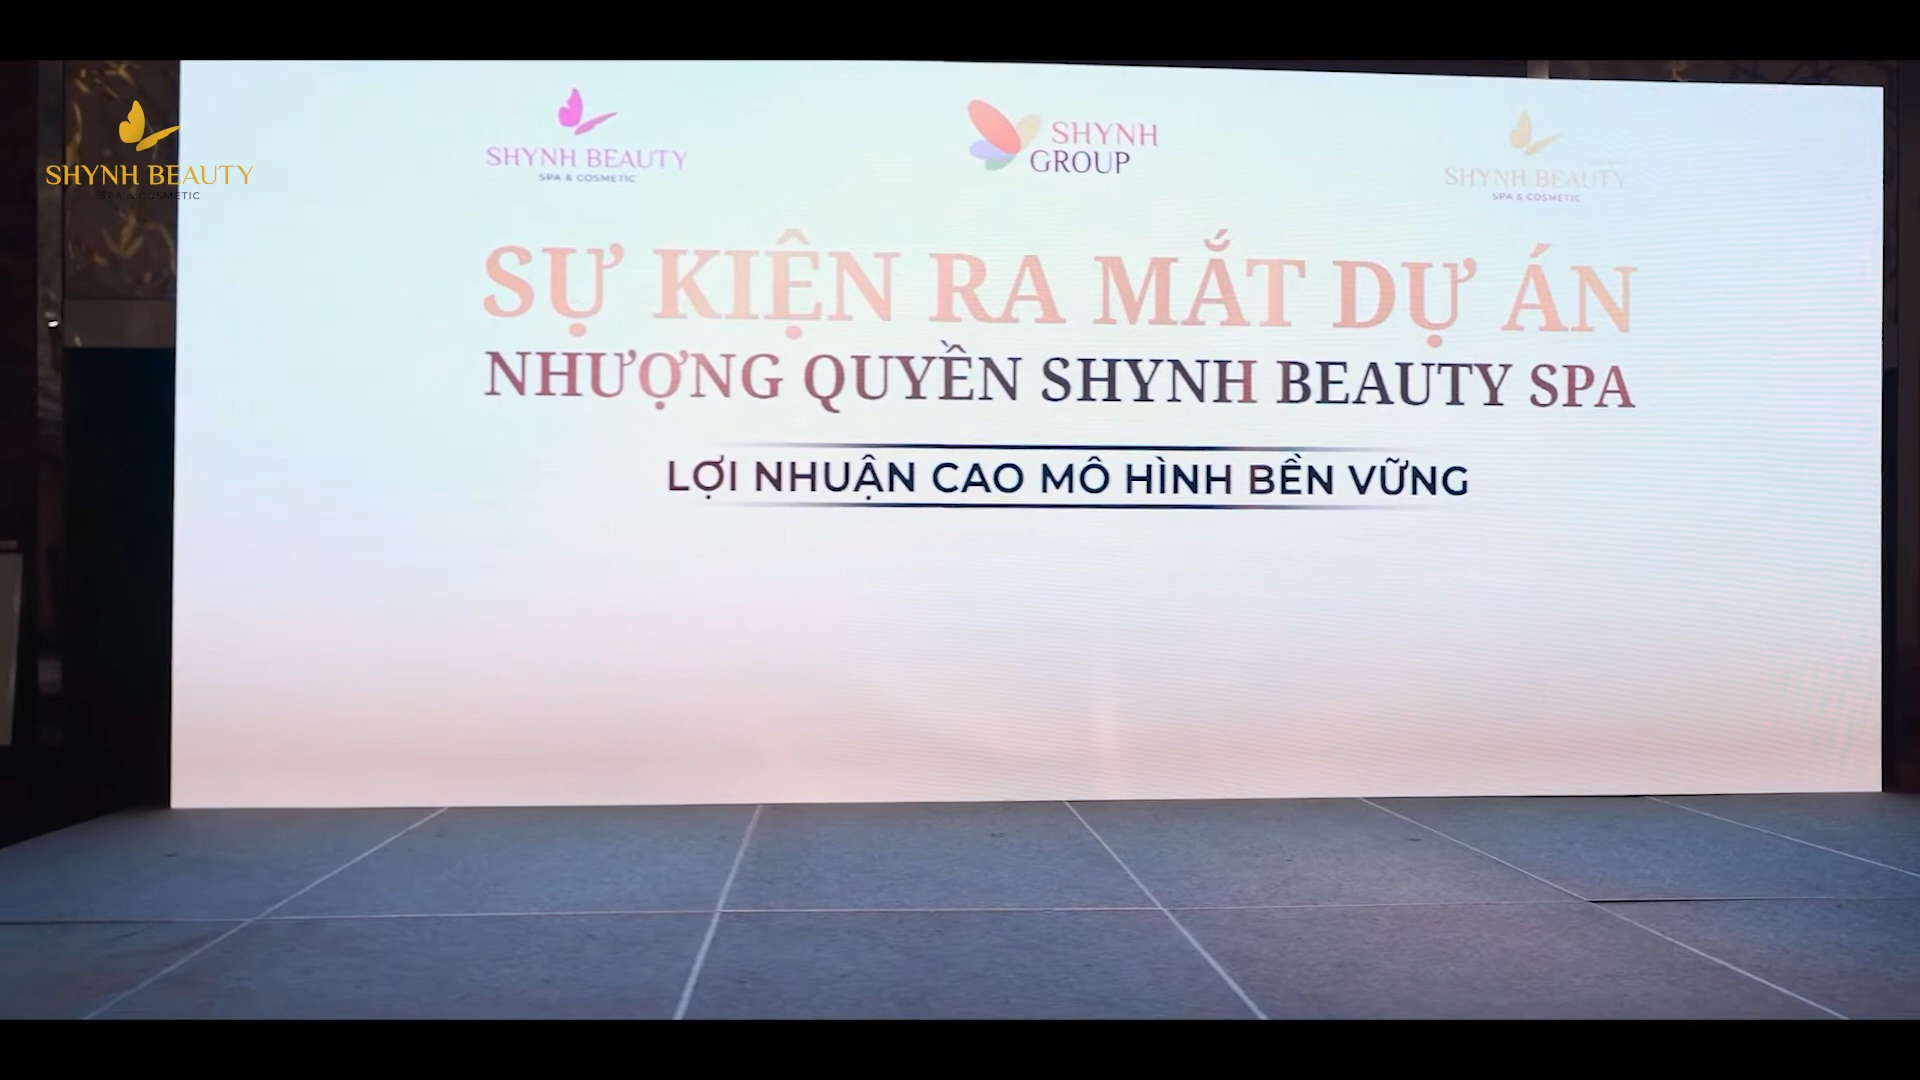 SHYNH BEAUTY
SPA & COSMETIC
SHYNH BEAUTY
SPA & COSMETIC
SHYNH
GROUP
SHYNH BEAUTY
SPA & COSMETIC
SỰ KIỆN RA MẮT DỰ ÁN
NHƯỢNG QUYỀN SHYNH BEAUTY SPA
LỢI NHUẬN CAO MÔ HÌNH BỀN VỮNG